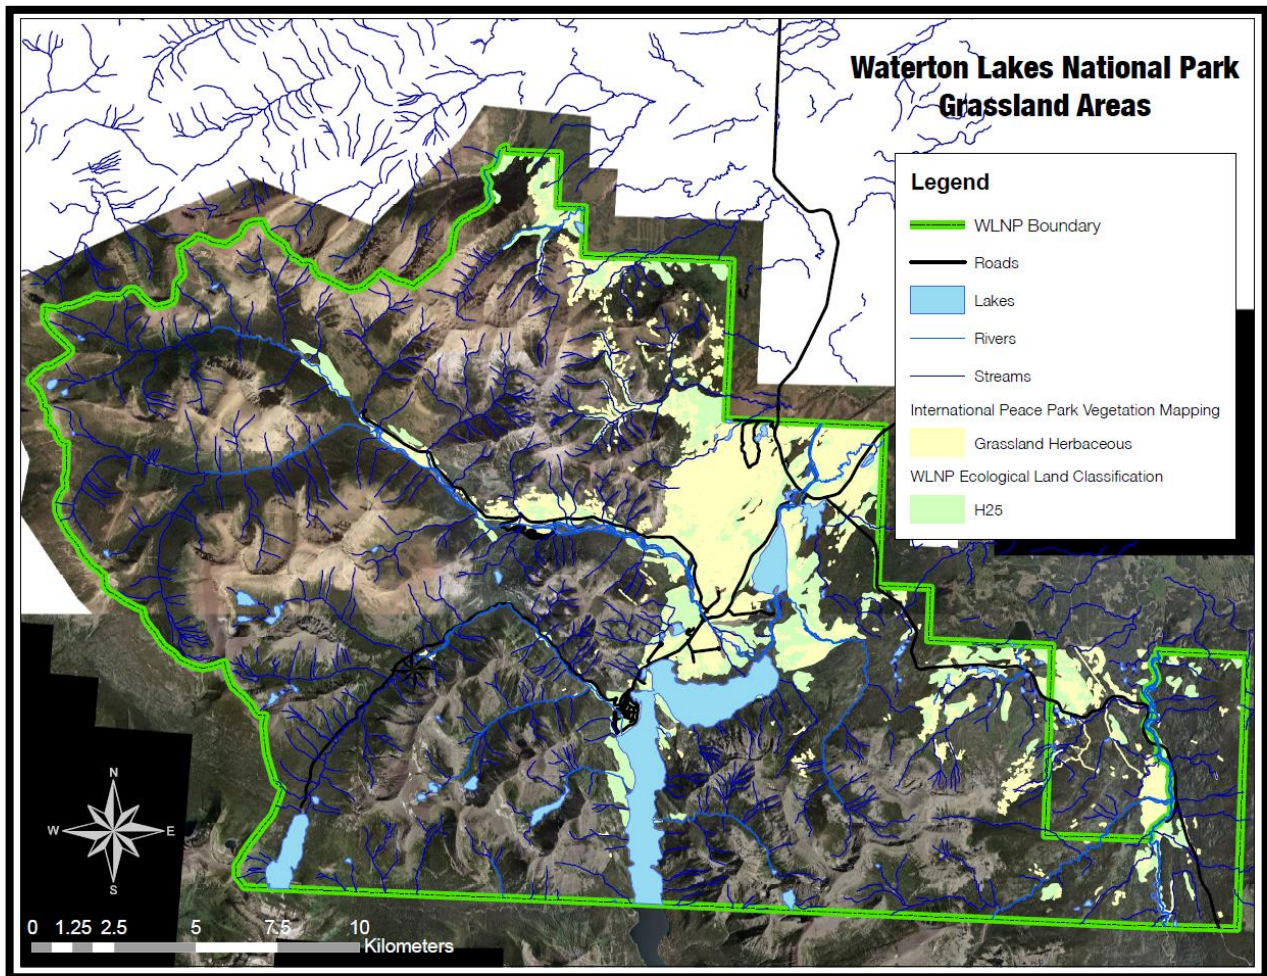 Waterton Lakes National Park
Grassland Areas
Legend
WLNP Boundary
Roads
Lakes
Rivers
Streams
International Peace Park Vegetation Mapping
Grassland Herbaceous
WLNP Ecological Land Classification
H25
N
W E
S
0 1.25 2.5 5 7.5 10
Kilometers